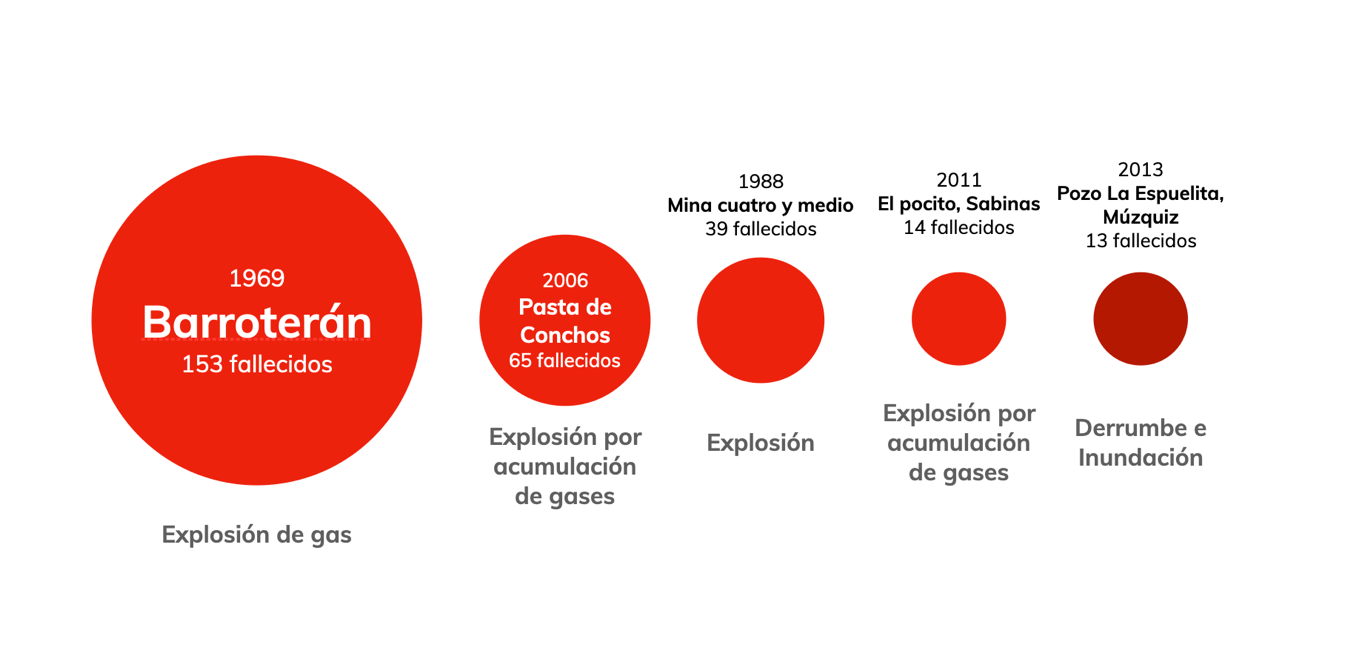 1969
Barroterán
153 fallecidos
Explosión de gas
2006
Pasta de
Conchos
65 fallecidos
Explosión por
acumulación
de gases
1988
Mina cuatro y medio
39 fallecidos
Explosión
2011
El pocito, Sabinas
14 fallecidos
Explosión por
acumulación
de gases
2013
Pozo La Espuelita,
Múzquiz
13 fallecidos
Derrumbe e
Inundación